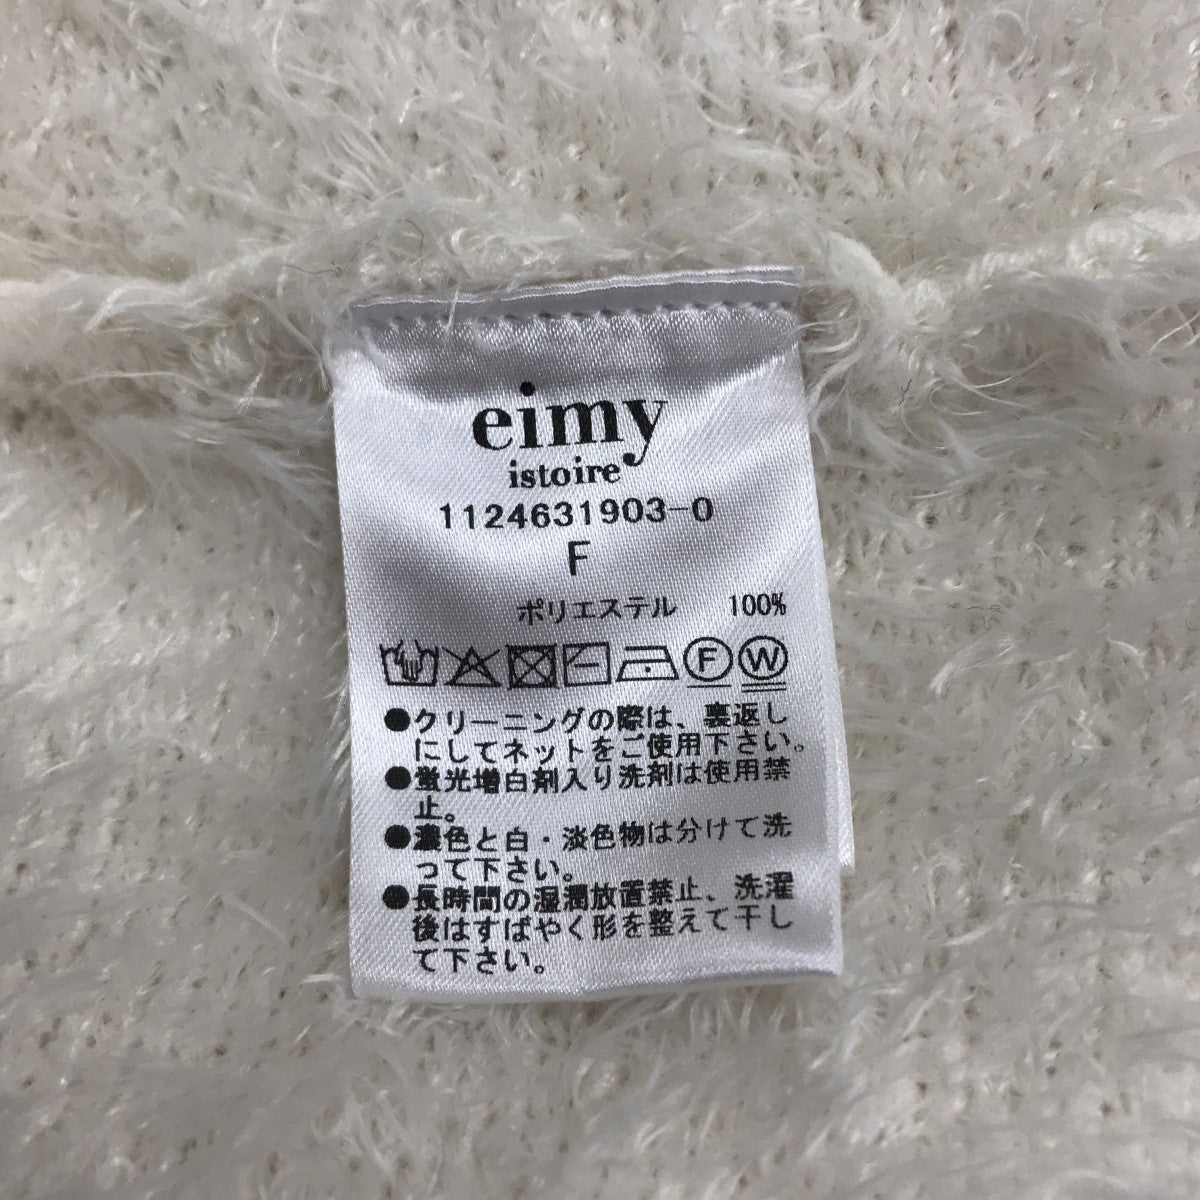 eimy
istoire
1124631903-0
F
ポリエステル 100%
F W
●クリーニングの際は、裏返し
にしてネットをご使用下さい。
●蛍光増白剤入り洗剤は使用禁
止。
●濃色と白・淡色物は分けて洗
って下さい。
●長時間の湿潤放置禁止、洗濯
後はすばやく形を整えて干し
て下さい。